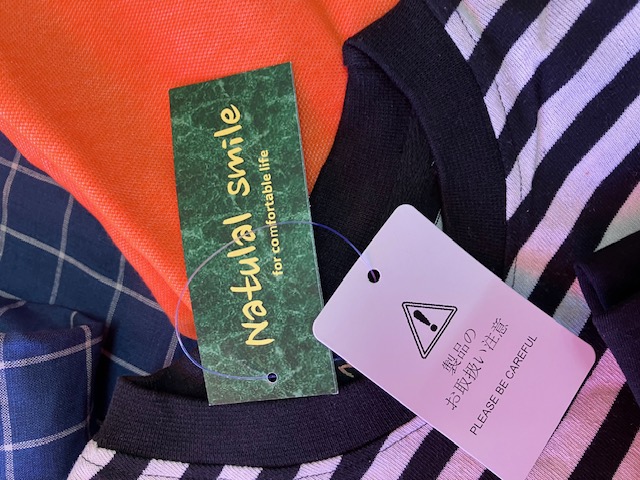 Natulal smile
for comfortable life
製品の
お取扱い注意
PLEASE BE CAREFUL